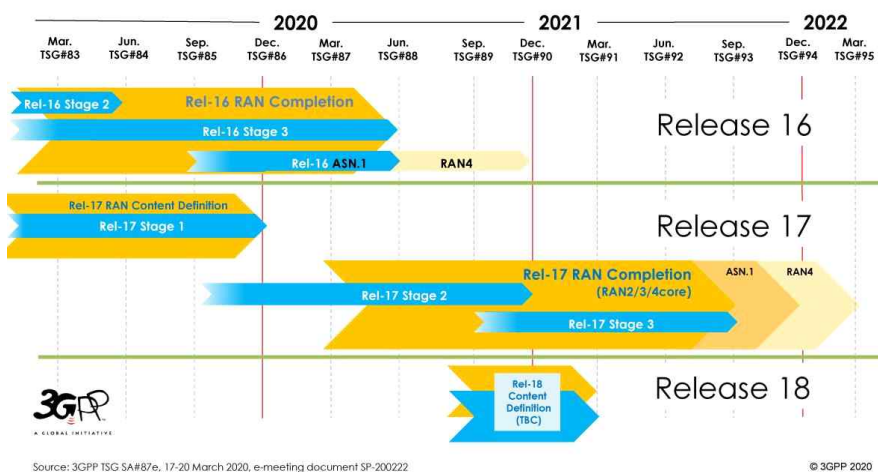 2020
2021
2022
Mar.
TSG#83
Jun.
TSG#84
Sep.
TSG#85
Dec.
TSG#86
Mar.
TSG#87
Jun.
TSG#88
Sep.
TSG#89
Dec.
TSG#90
Mar.
TSG#91
Jun.
TSG#92
Sep.
TSG#93
Dec.
TSG#94
Mar.
TSG#95
Rel-16 Stage 2
Rel-16 RAN Completion
Rel-16 Stage 3
Rel-16 ASN.1
RAN4
Release 16
Rel-17 RAN Content Definition
Rel-17 Stage 1
Release 17
Rel-17 RAN Completion
(RAN2/3/4core)
ASN.1
RAN4
Rel-17 Stage 2
Rel-17 Stage 3
Rel-18
Content
Definition
(TBC)
Release 18
3GPP
TM
A GLOBAL INITIATIVE
Source: 3GPP TSG SA#87e, 17-20 March 2020, e-meeting document SP-200222
© 3GPP 2020